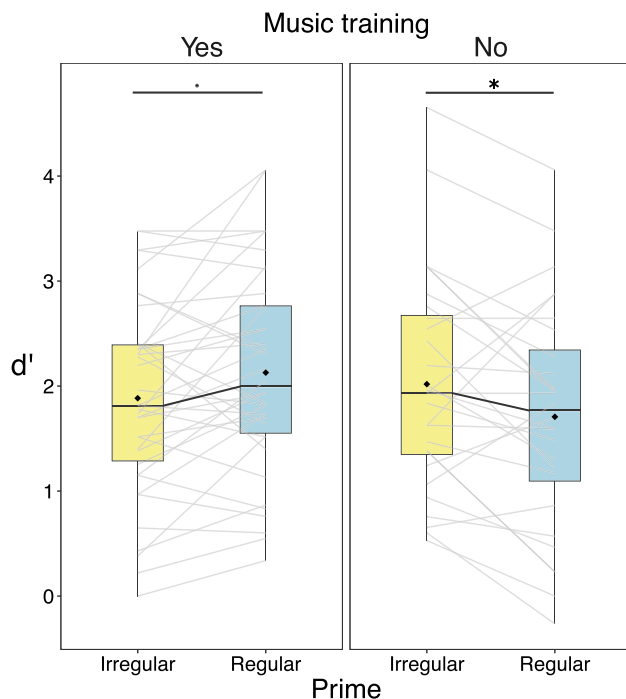 Music training
Yes No
. *
4
3
d'
2
1
0
Irregular Regular Irregular Regular
Prime